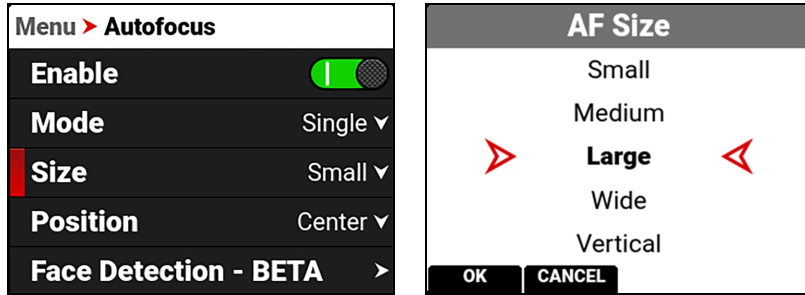 Menu > Autofocus
Enable
Mode Single
Size Small
Position Center
Face Detection - BETA >
AF Size
Small
Medium
Large
Wide
Vertical
OK CANCEL